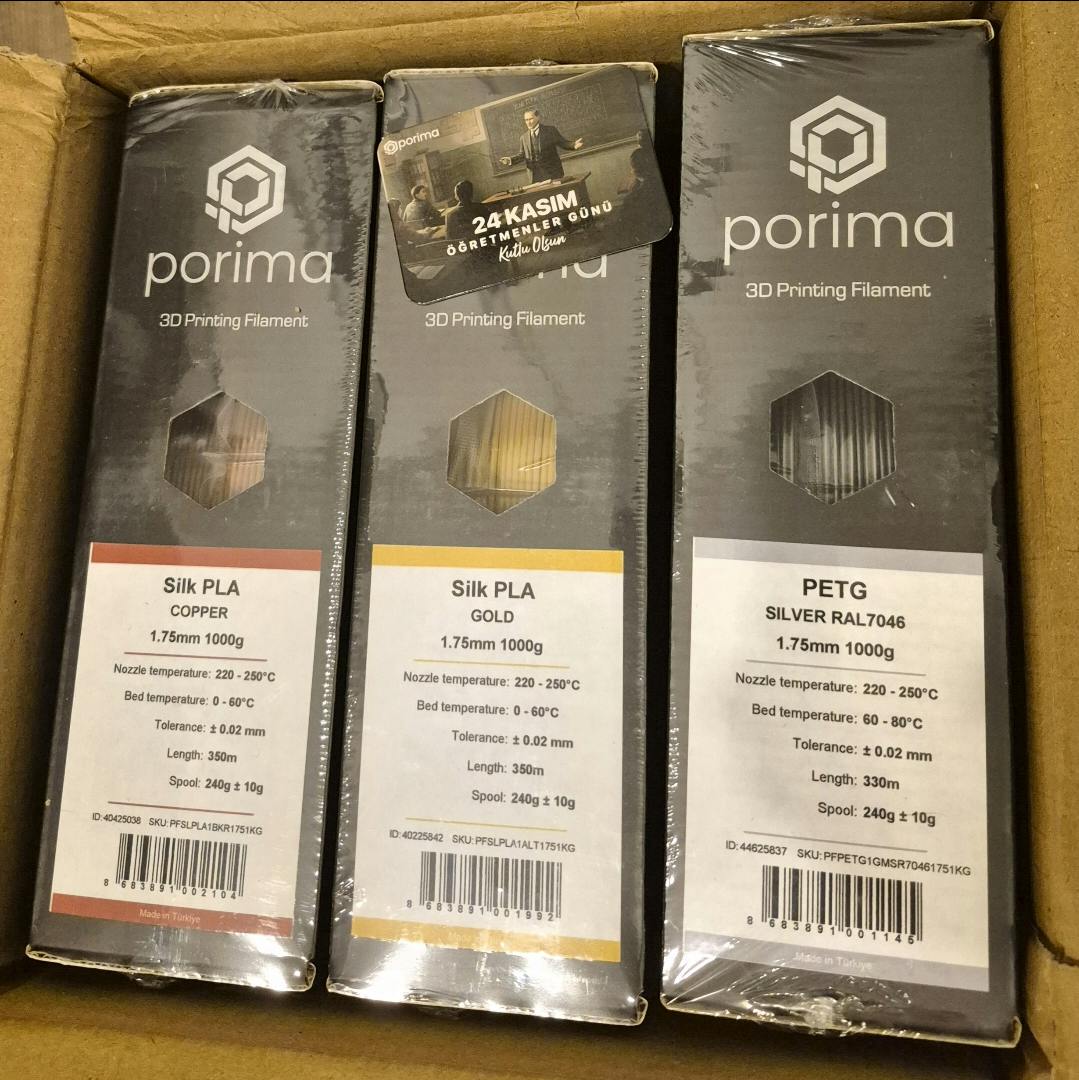 porima
3D Printing Filament
Silk PLA
COPPER
1.75mm 1000g
Nozzle temperature: 220 - 250°C
Bed temperature: 0 - 60°C
Tolerance: ± 0.02 mm
Length: 350m
Spool: 240g ± 10g
ID: 40425038 SKU: PFSLPLA1BKR1751KG
8 683891 002104
Made in Türkiye
porima
24 KASIM
ÖĞRETMENLER GÜNÜ
Kutlu Olsun
3D Printing Filament
Silk PLA
GOLD
1.75mm 1000g
Nozzle temperature: 220 - 250°C
Bed temperature: 0 - 60°C
Tolerance: ± 0.02 mm
Length: 350m
Spool: 240g ± 10g
ID: 40225842 SKU: PFSLPLA1ALT1751KG
8 683891 001992
porima
3D Printing Filament
PETG
SILVER RAL7046
1.75mm 1000g
Nozzle temperature: 220 - 250°C
Bed temperature: 60 - 80°C
Tolerance: ± 0.02 mm
Length: 330m
Spool: 240g ± 10g
ID: 44625837 SKU: PFPETG1GMSR70461751KG
8 683891 001145
Made in Türkiye